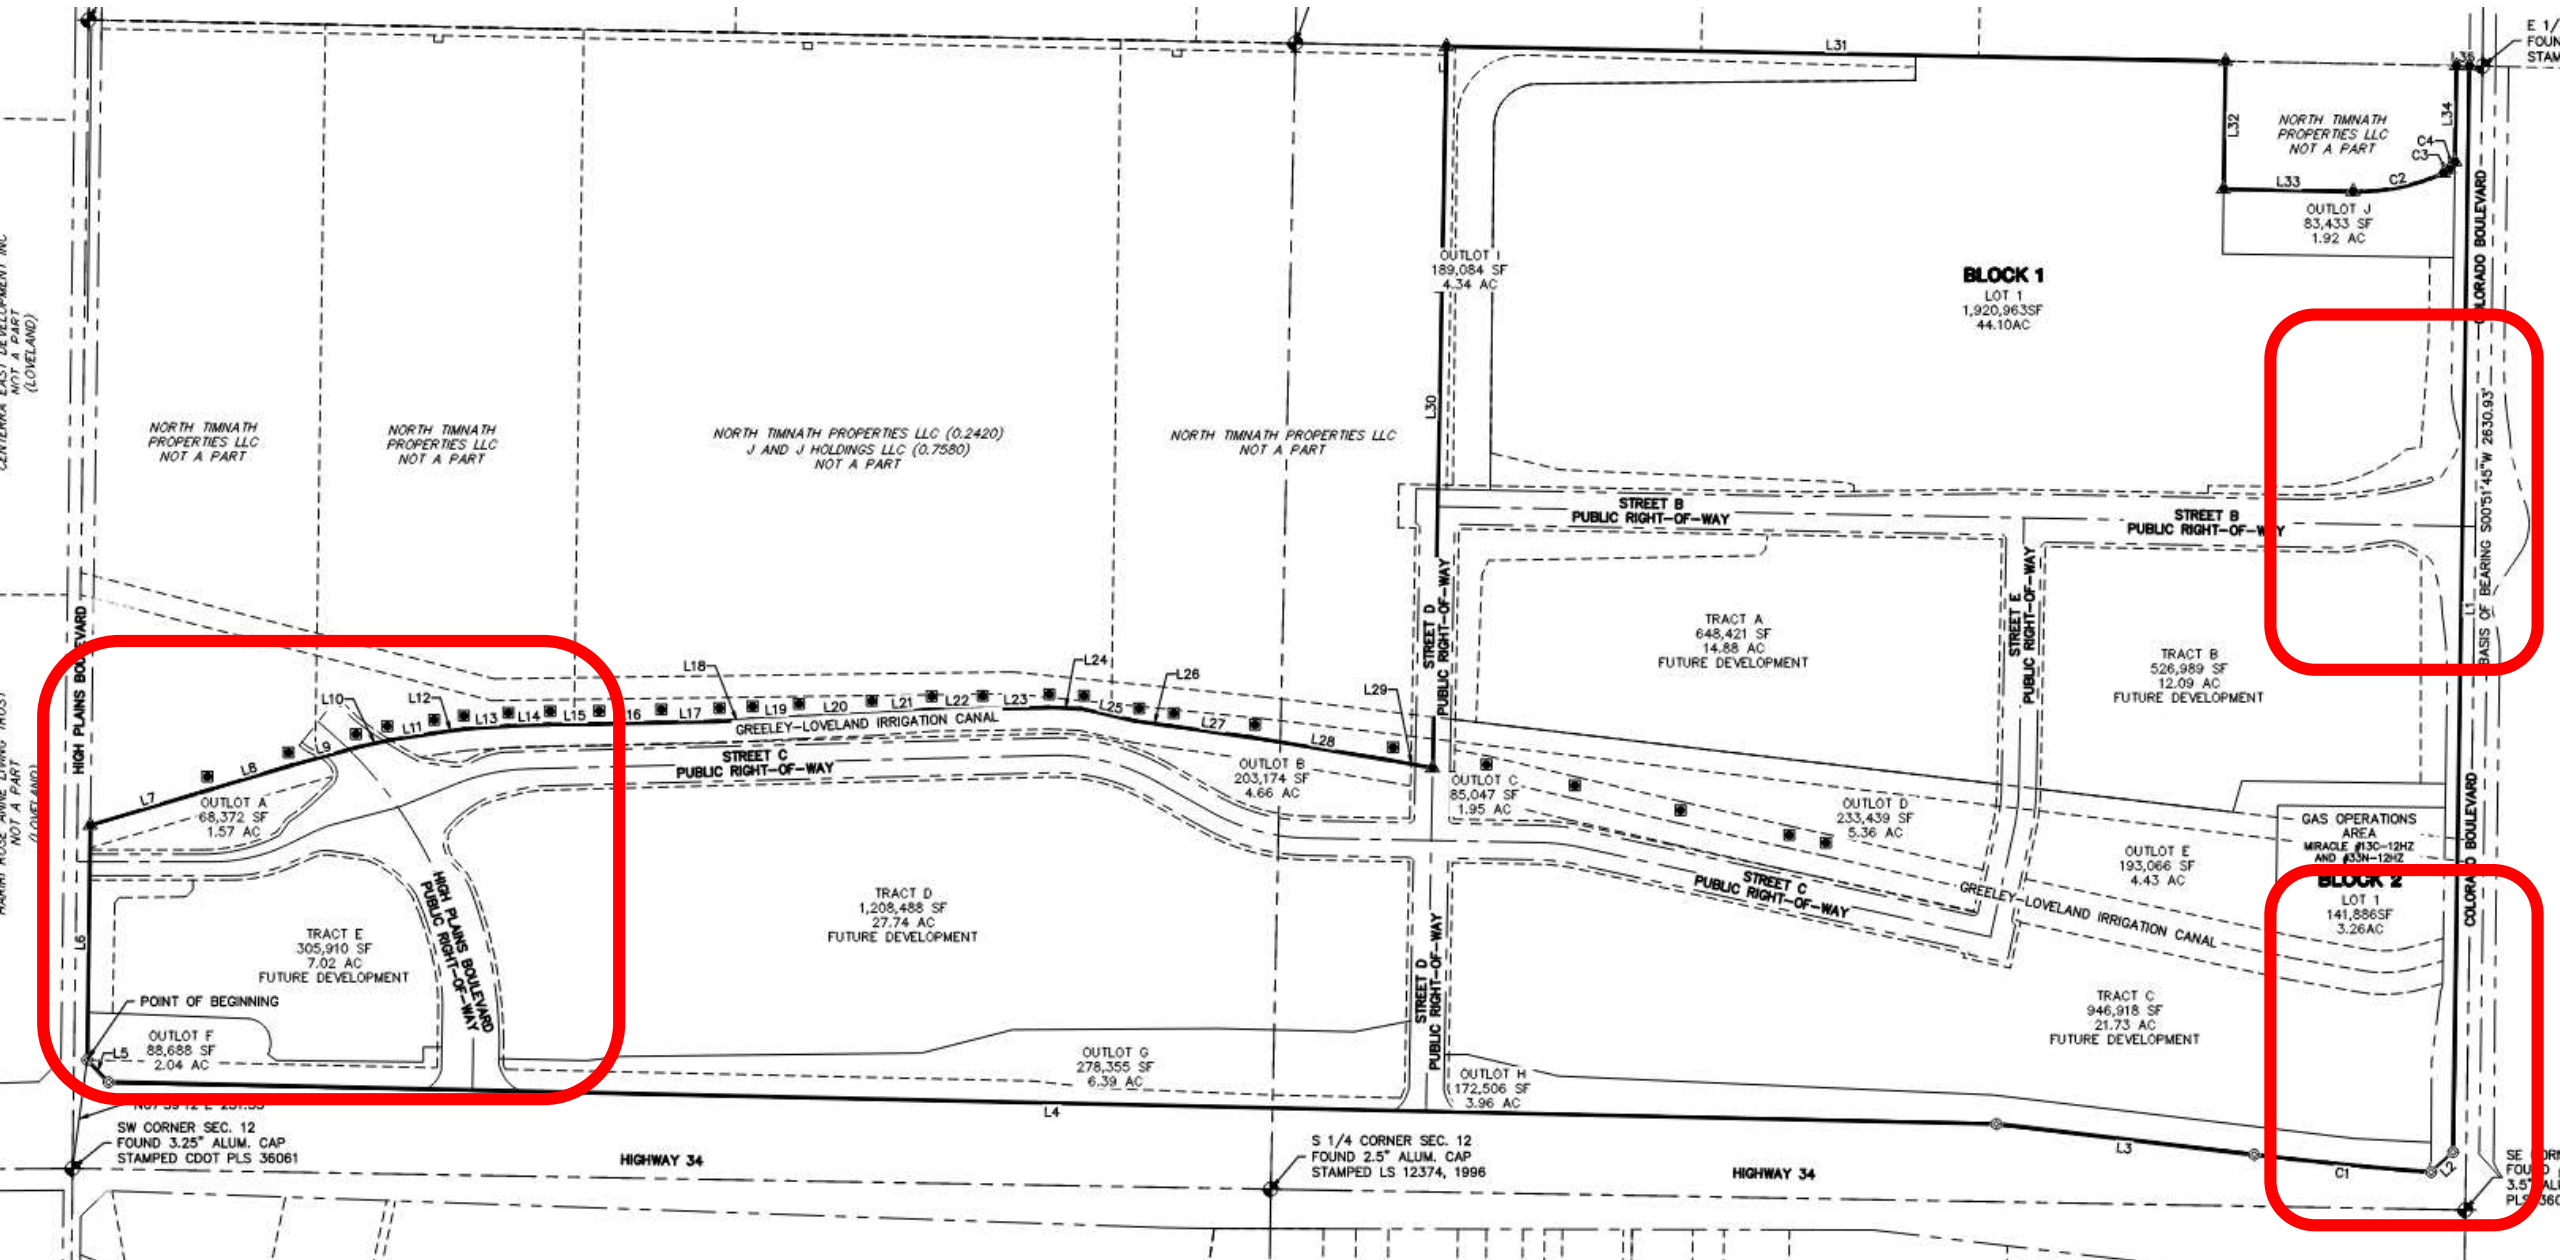 E 1/
FOUN
STAM
L31
L35
L34
L32
NORTH TIMNATH
PROPERTIES LLC
NOT A PART
C4
C3
C2
L33
OUTLOT J
83,433 SF
1.92 AC
COLORADO BOULEVARD
CENTERRA EAST DEVELOPMENT INC
NOT A PART
(LOVELAND)
OUTLOT I
189,084 SF
4.34 AC
BLOCK 1
LOT 1
1,920,963SF
44.10AC
L30
BASIS OF BEARING S00°51'45"W 2630.93'
NORTH TIMNATH
PROPERTIES LLC
NOT A PART
NORTH TIMNATH
PROPERTIES LLC
NOT A PART
NORTH TIMNATH PROPERTIES LLC (0.2420)
J AND J HOLDINGS LLC (0.7580)
NOT A PART
NORTH TIMNATH PROPERTIES LLC
NOT A PART
STREET B
PUBLIC RIGHT-OF-WAY
STREET B
PUBLIC RIGHT-OF-WAY
HIGH PLAINS BOULEVARD
STREET D
PUBLIC RIGHT-OF-WAY
STREET E
PUBLIC RIGHT-OF-WAY
L1
TRACT A
648,421 SF
14.88 AC
FUTURE DEVELOPMENT
TRACT B
526,989 SF
12.09 AC
FUTURE DEVELOPMENT
L7
L8
L9
L10
L11
L12
L13
L14
L15
L16
L17
L18
L19
L20
L21
L22
L23
L24
L25
L26
L27
L28
L29
GREELEY-LOVELAND IRRIGATION CANAL
STREET C
PUBLIC RIGHT-OF-WAY
NOT A PART
(LOVELAND)
OUTLOT A
68,372 SF
1.57 AC
OUTLOT B
203,174 SF
4.66 AC
OUTLOT C
85,047 SF
1.95 AC
OUTLOT D
233,439 SF
5.36 AC
OUTLOT E
193,066 SF
4.43 AC
GAS OPERATIONS
AREA
MIRACLE #13C-12HZ
AND #33N-12HZ
BLOCK 2
LOT 1
141,886SF
3.26AC
COLORADO BOULEVARD
STREET C
PUBLIC RIGHT-OF-WAY
GREELEY-LOVELAND IRRIGATION CANAL
HIGH PLAINS BOULEVARD
PUBLIC RIGHT-OF-WAY
L6
TRACT E
305,910 SF
7.02 AC
FUTURE DEVELOPMENT
TRACT D
1,208,488 SF
27.74 AC
FUTURE DEVELOPMENT
STREET D
PUBLIC RIGHT-OF-WAY
TRACT C
946,918 SF
21.73 AC
FUTURE DEVELOPMENT
POINT OF BEGINNING
OUTLOT F
88,688 SF
2.04 AC
L5
OUTLOT G
278,355 SF
6.39 AC
OUTLOT H
172,506 SF
3.96 AC
L4
L3
C1
L2
SW CORNER SEC. 12
FOUND 3.25" ALUM. CAP
STAMPED CDOT PLS 36061
HIGHWAY 34
S 1/4 CORNER SEC. 12
FOUND 2.5" ALUM. CAP
STAMPED LS 12374, 1996
HIGHWAY 34